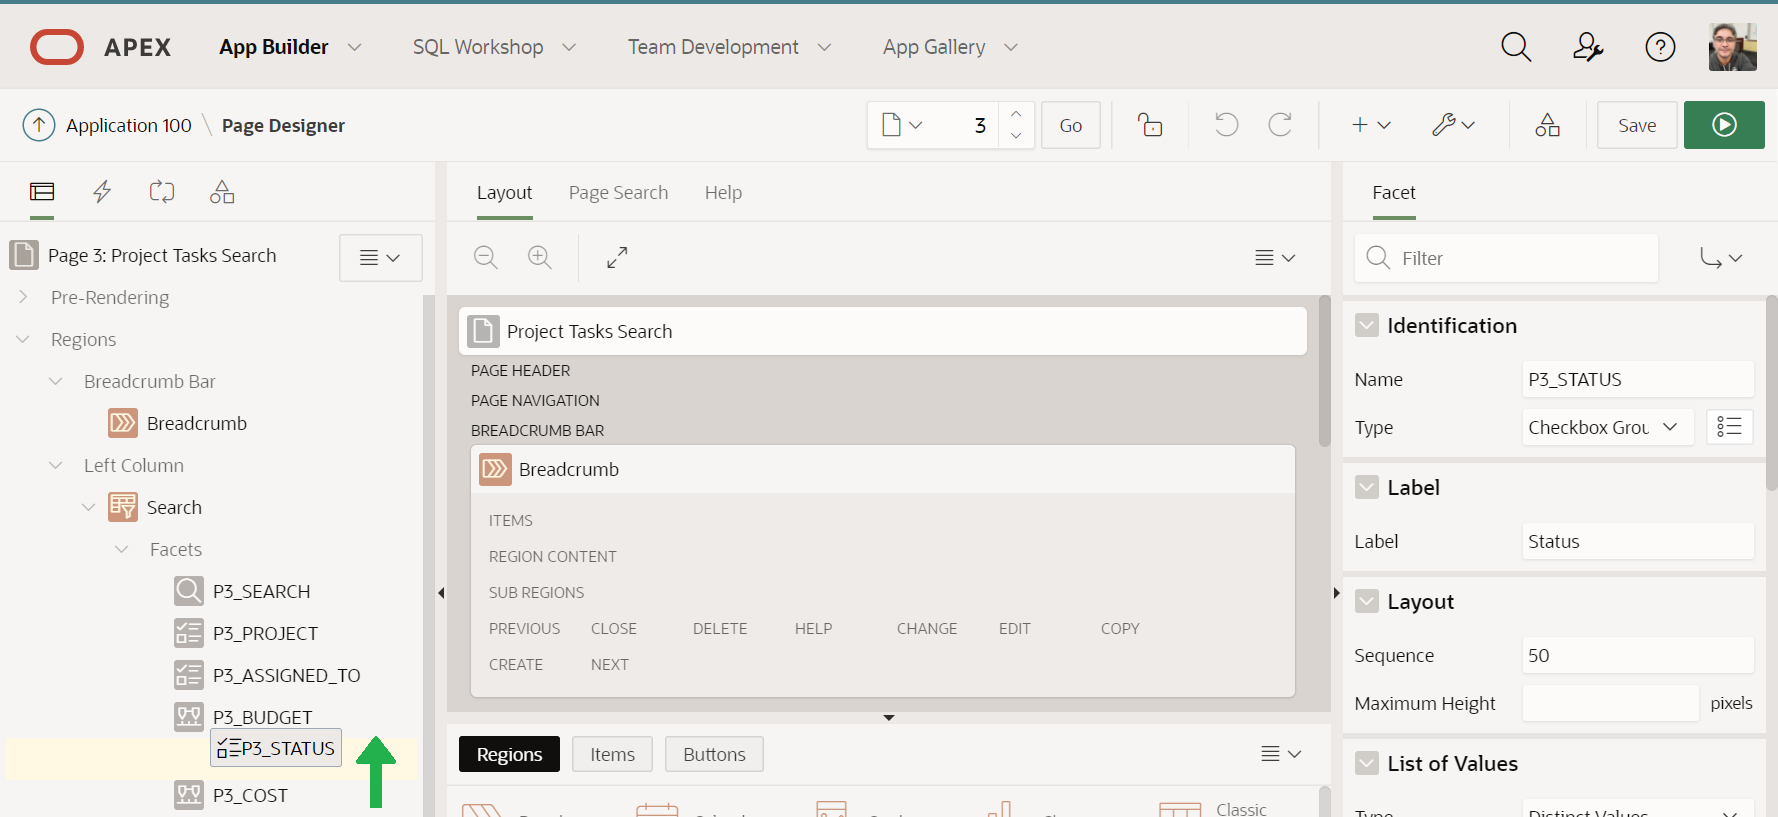 APEX App Builder SQL Workshop Team Development App Gallery
Application 100 \ Page Designer 3 Go Save
Layout Page Search Help
Facet
Page 3: Project Tasks Search
Filter
Pre-Rendering
Regions
Breadcrumb Bar
Breadcrumb
Left Column
Search
Facets
P3_SEARCH
P3_PROJECT
P3_ASSIGNED_TO
P3_BUDGET
P3_STATUS
P3_COST
Project Tasks Search
PAGE HEADER
PAGE NAVIGATION
BREADCRUMB BAR
Breadcrumb
ITEMS
REGION CONTENT
SUB REGIONS
PREVIOUS CLOSE DELETE HELP CHANGE EDIT COPY
CREATE NEXT
Regions Items Buttons
Classic
Identification
Name P3_STATUS
Type Checkbox Grou
Label
Label Status
Layout
Sequence 50
Maximum Height pixels
List of Values
Type Distinct Values